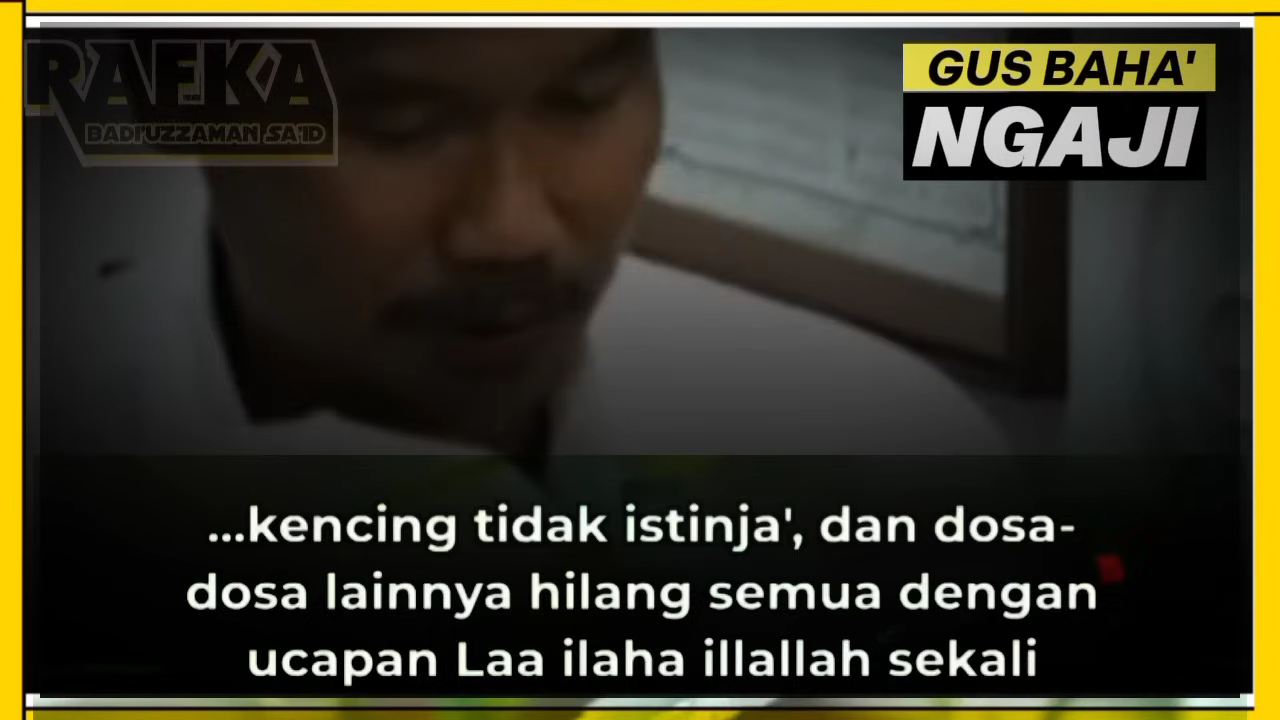 RAFKA
BADI'UZZAMAN SA'ID
GUS BAHA'
NGAJI
...kencing tidak istinja', dan dosa-
dosa lainnya hilang semua dengan
ucapan Laa ilaha illallah sekali